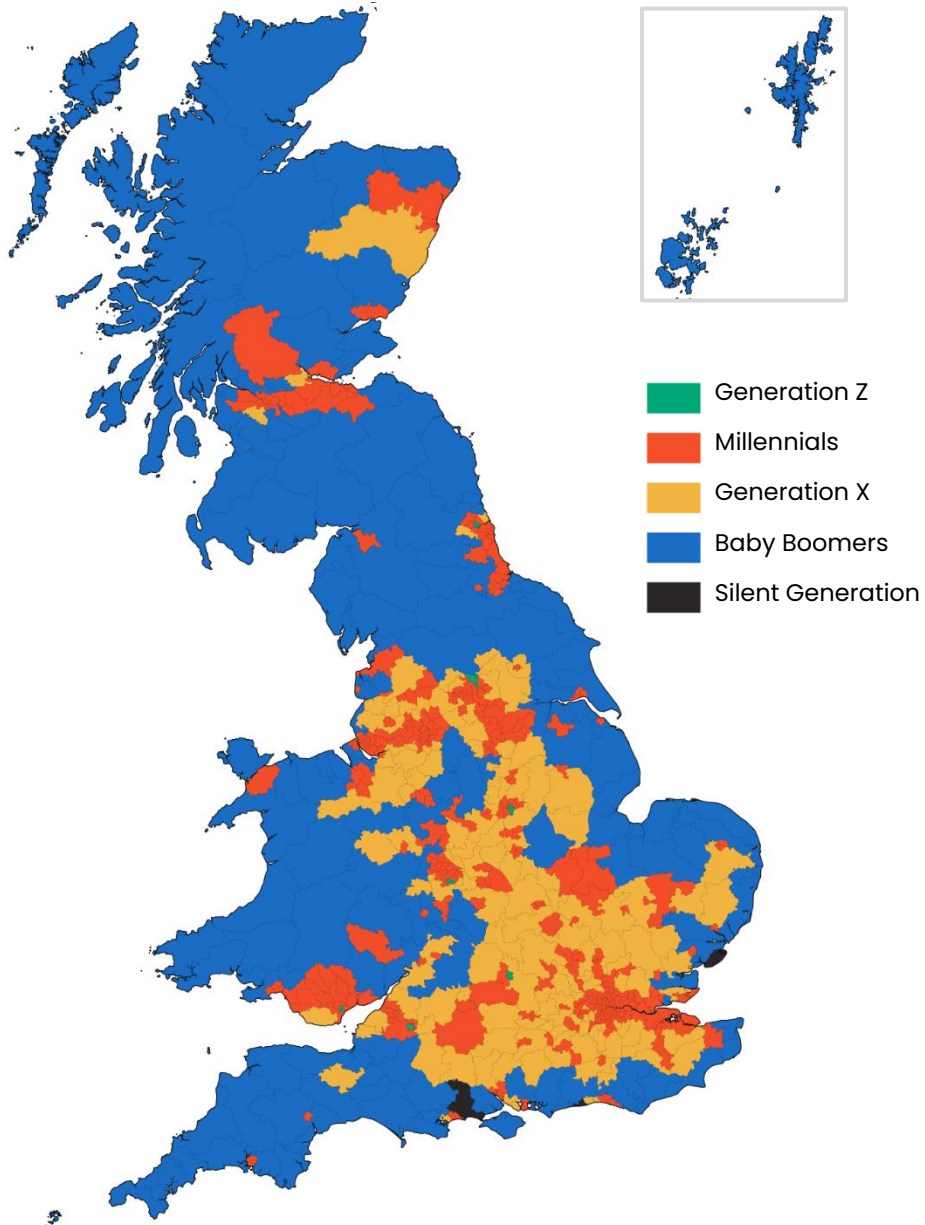 Generation Z
Millennials
Generation X
Baby Boomers
Silent Generation